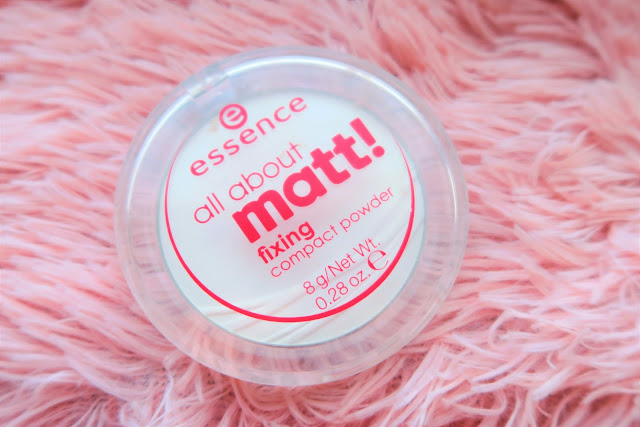 e
essence
all about
matt!
fixing
compact powder
8 g/Net Wt.
0.28 oz. ℮